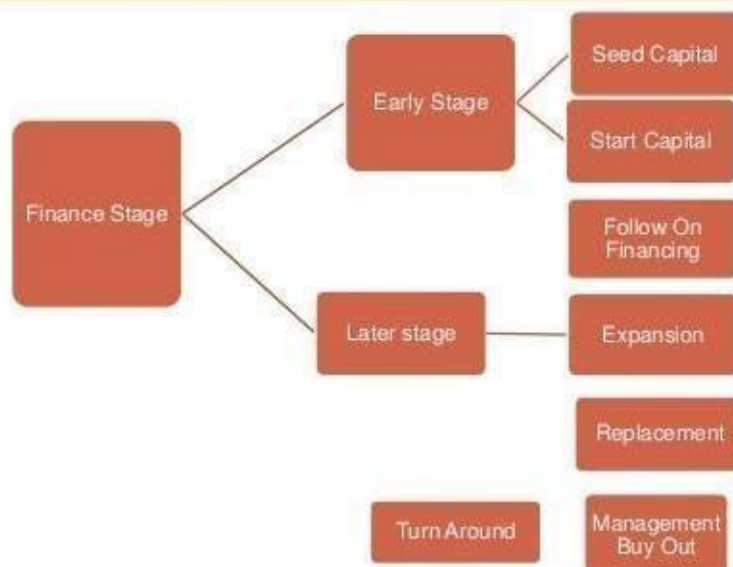 Finance Stage
Early Stage
Seed Capital
Start Capital
Later stage
Follow On
Financing
Expansion
Replacement
Turn Around
Management
Buy Out